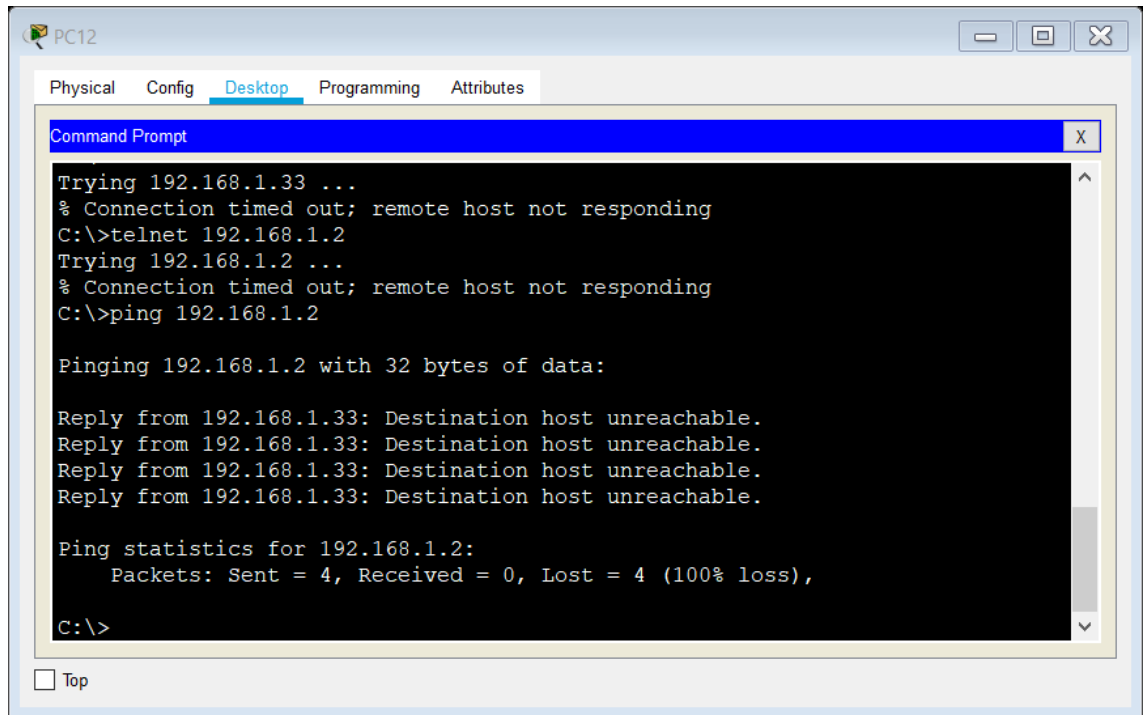 PC12
Physical Config Desktop Programming Attributes
Command Prompt
X
Trying 192.168.1.33 ...
% Connection timed out; remote host not responding
C:\>telnet 192.168.1.2
Trying 192.168.1.2 ...
% Connection timed out; remote host not responding
C:\>ping 192.168.1.2
Pinging 192.168.1.2 with 32 bytes of data:
Reply from 192.168.1.33: Destination host unreachable.
Reply from 192.168.1.33: Destination host unreachable.
Reply from 192.168.1.33: Destination host unreachable.
Reply from 192.168.1.33: Destination host unreachable.
Ping statistics for 192.168.1.2:
Packets: Sent = 4, Received = 0, Lost = 4 (100% loss),
C:\>
Top